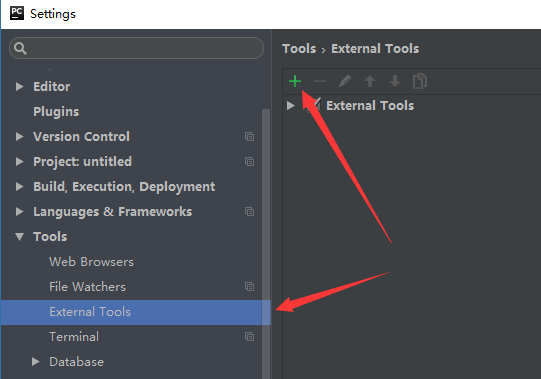 PC Settings
Tools › External Tools
Editor
Plugins
Version Control
Project: untitled
Build, Execution, Deployment
Languages & Frameworks
Tools
Web Browsers
File Watchers
External Tools
Terminal
Database
External Tools